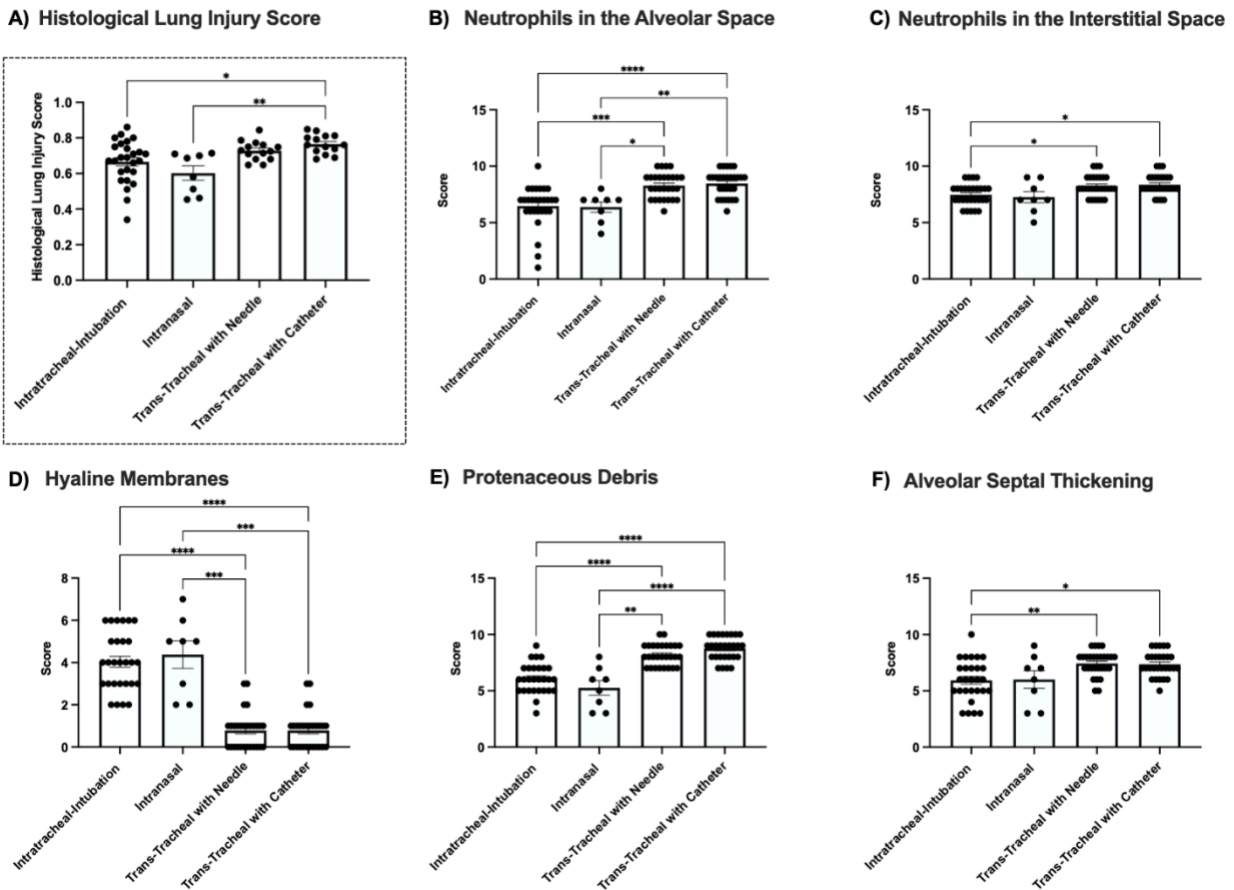 A) Histological Lung Injury Score
*
**
Histological Lung Injury Score
1.0
0.8
0.6
0.4
0.2
0.0
Intratracheal-Intubation
Intranasal
Trans-Tracheal with Needle
Trans-Tracheal with Catheter
B) Neutrophils in the Alveolar Space
****
**
***
*
Score
15
10
5
0
Intratracheal-Intubation
Intranasal
Trans-Tracheal with Needle
Trans-Tracheal with Catheter
C) Neutrophils in the Interstitial Space
*
*
Score
15
10
5
0
Intratracheal-Intubation
Intranasal
Trans-Tracheal with Needle
Trans-Tracheal with Catheter
D) Hyaline Membranes
****
***
****
***
Score
8
6
4
2
0
Intratracheal-Intubation
Intranasal
Trans-Tracheal with Needle
Trans-Tracheal with Catheter
E) Protenaceous Debris
****
****
****
**
Score
15
10
5
0
Intratracheal-Intubation
Intranasal
Trans-Tracheal with Needle
Trans-Tracheal with Catheter
F) Alveolar Septal Thickening
*
**
Score
15
10
5
0
Intratracheal-Intubation
Intranasal
Trans-Tracheal with Needle
Trans-Tracheal with Catheter